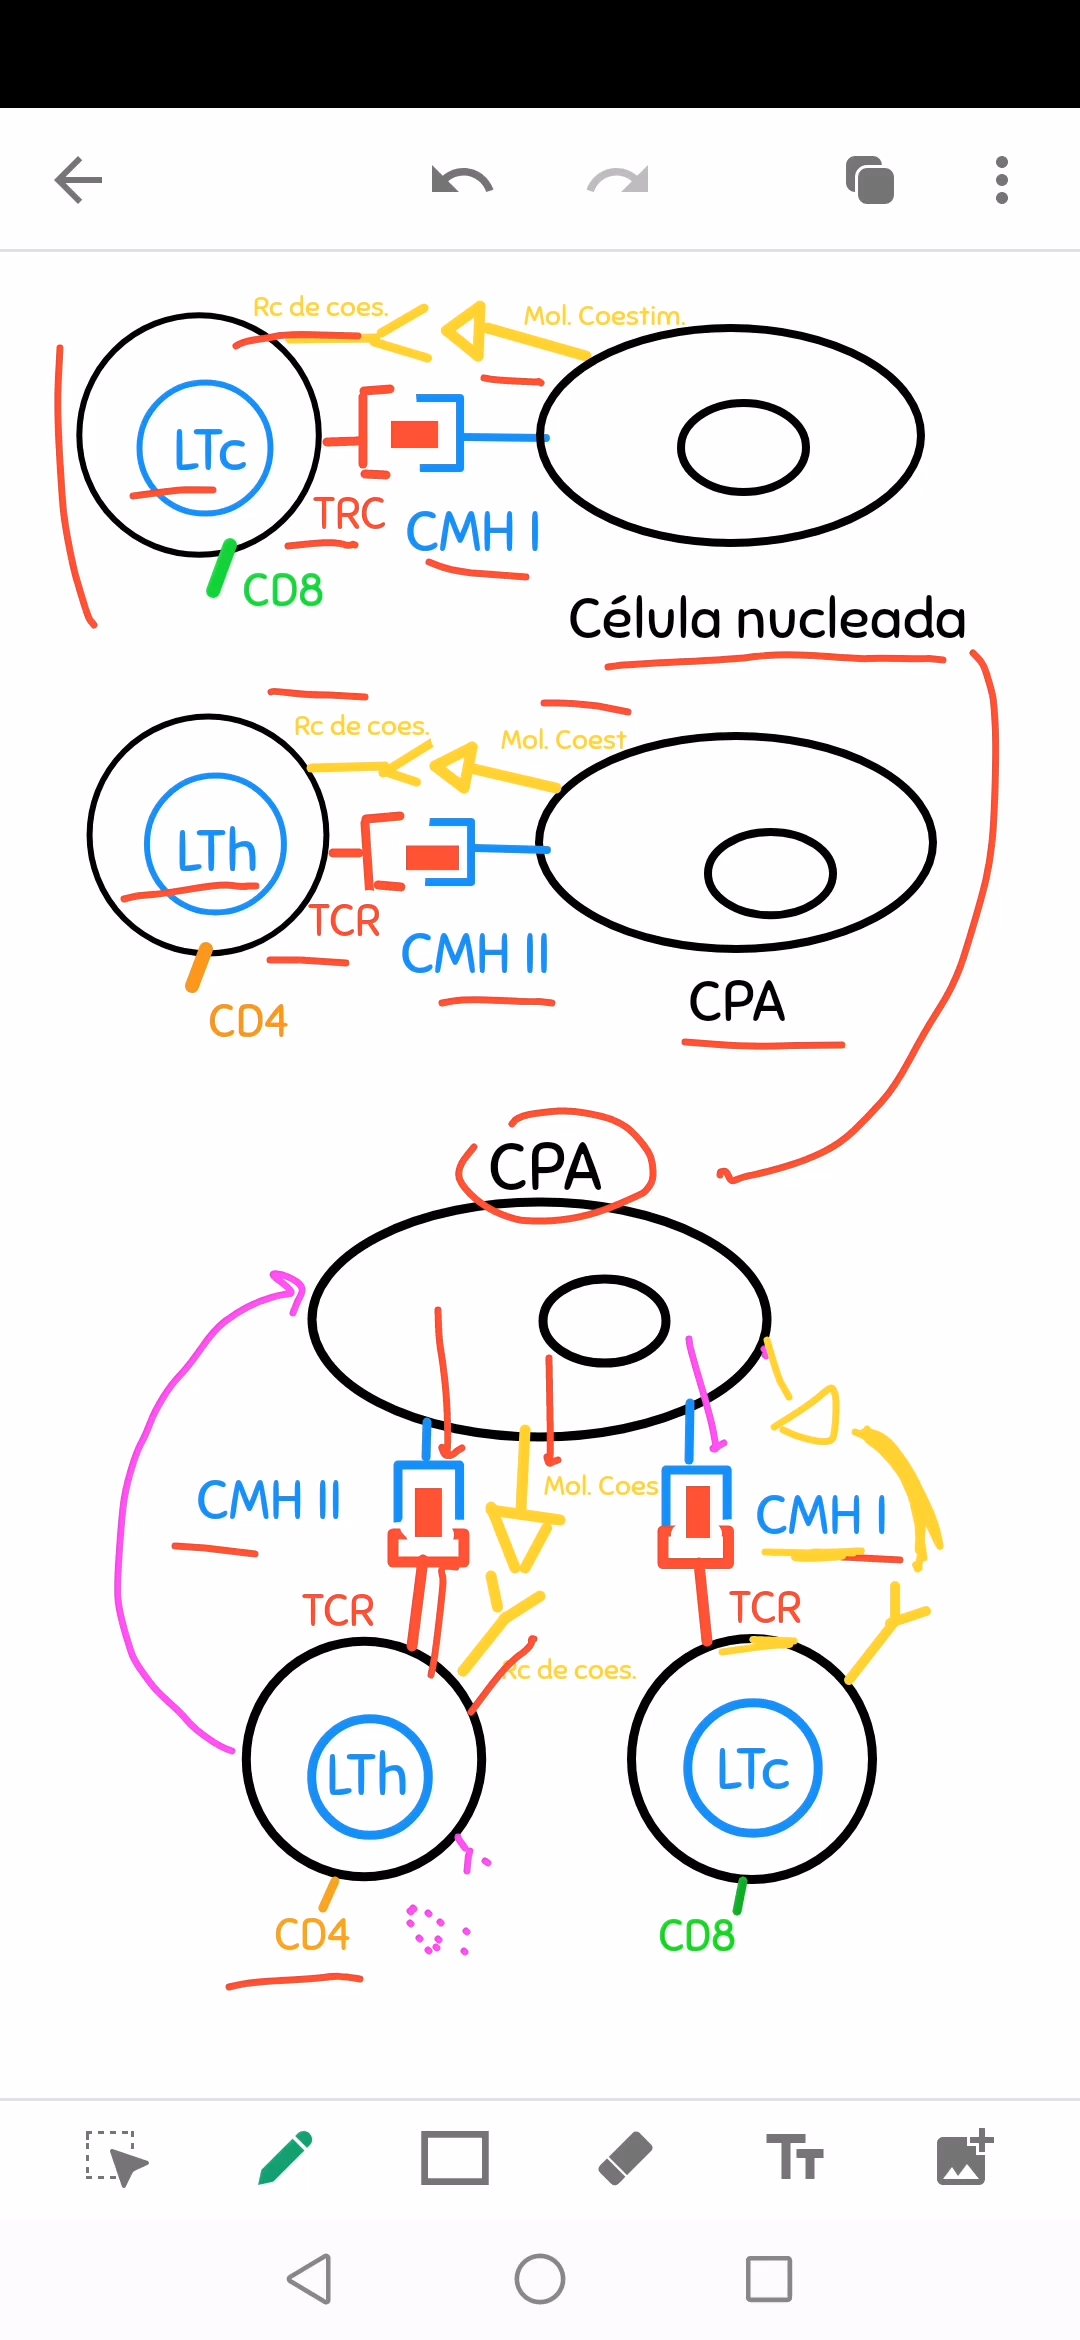 Rc de coes.
Mol. Coestim.
LTc
TRC
CMH I
CD8
Célula nucleada
Rc de coes.
Mol. Coest
LTh
TCR
CMH II
CD4
CPA
CPA
CMH II
Mol. Coes
CMH I
TCR
TCR
Rc de coes.
LTh
LTc
CD4
CD8
TT